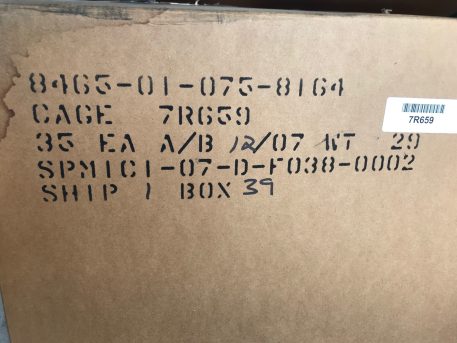 8465-01-075-8164
CAGE 7R659
7R659
35 EA A/B 12/07 WT 29
SPM1C1-07-D-F038-0002
SHIP 1 BOX 39